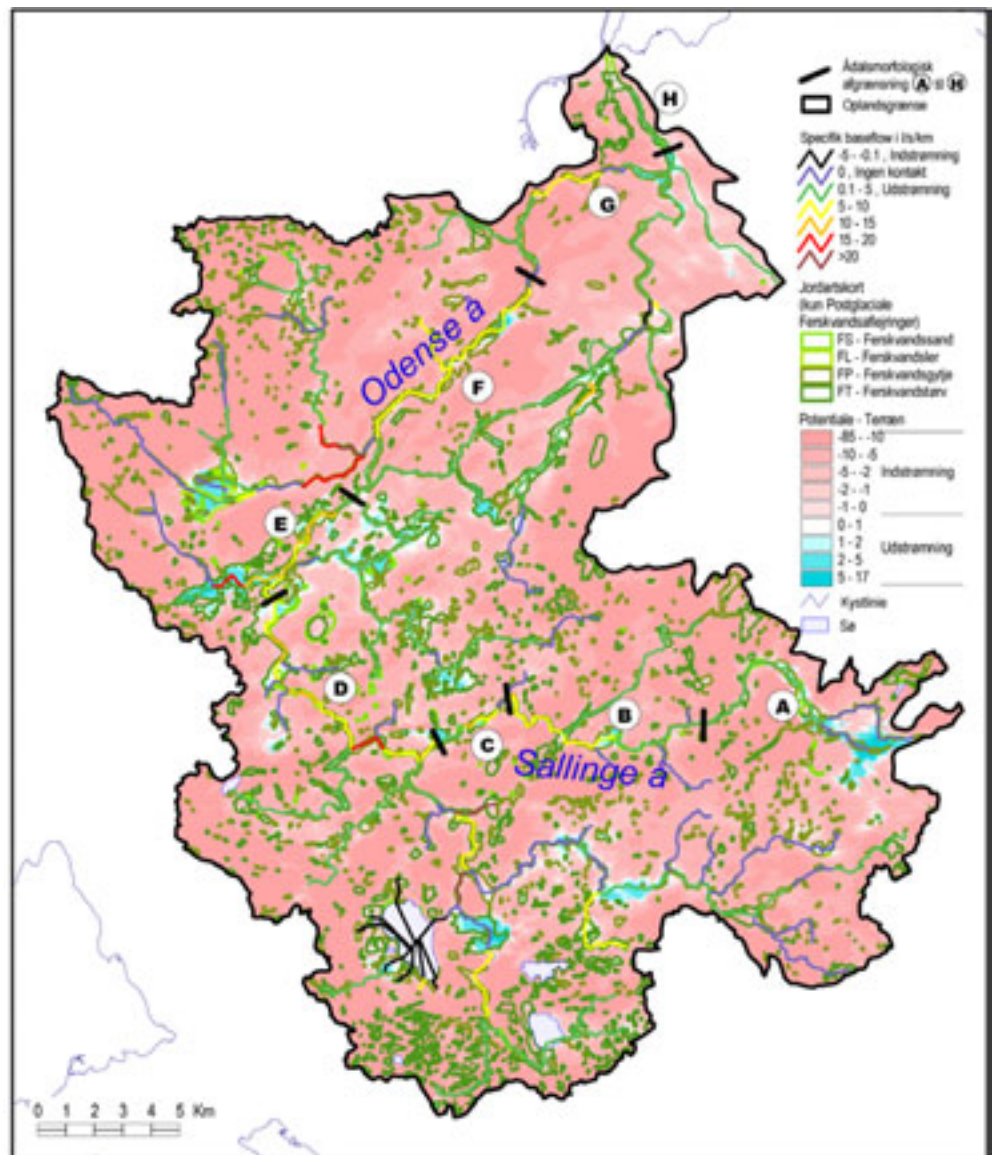 Ådalsmorfologisk
afgrænsning A til H
Oplandsgrænse
Specifik baseflow i l/s/km
-5 - -0.1 , Indstrømning
0 , Ingen kontakt
0.1 - 5 , Udstrømning
5 - 10
10 - 15
15 - 20
>20
Jordartskort
(kun Postglaciale
Ferskvandsaflejringer)
FS - Ferskvandssand
FL - Ferskvandsler
FP - Ferskvandsgytje
FT - Ferskvandstørv
Potentiale - Terræn
-85 - -10
-10 - -5
-5 - -2
-2 - -1
-1 - 0
0 - 1
1 - 2
2 - 5
5 - 17
Indstrømning
Udstrømning
Kystlinie
Sø
H
G
Odense å
F
E
D
C
B
A
Sallinge å
0 1 2 3 4 5 Km